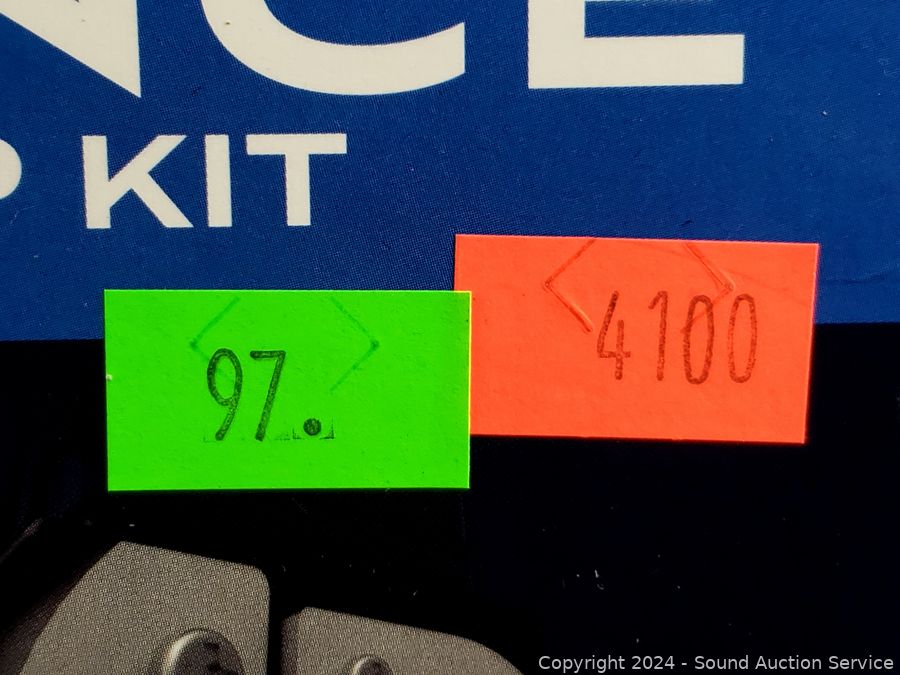 NCE
P KIT
97.
4100
Copyright 2024 - Sound Auction Service